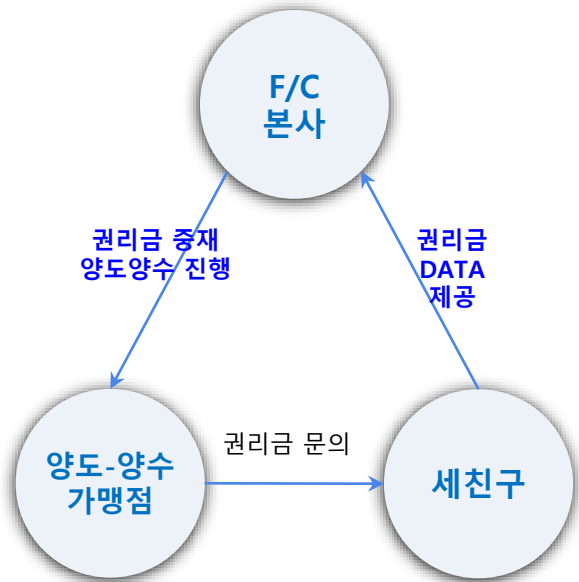 F/C
본사
권리금 중재
양도양수 진행
권리금
DATA
제공
권리금 문의
양도-양수
가맹점
세친구